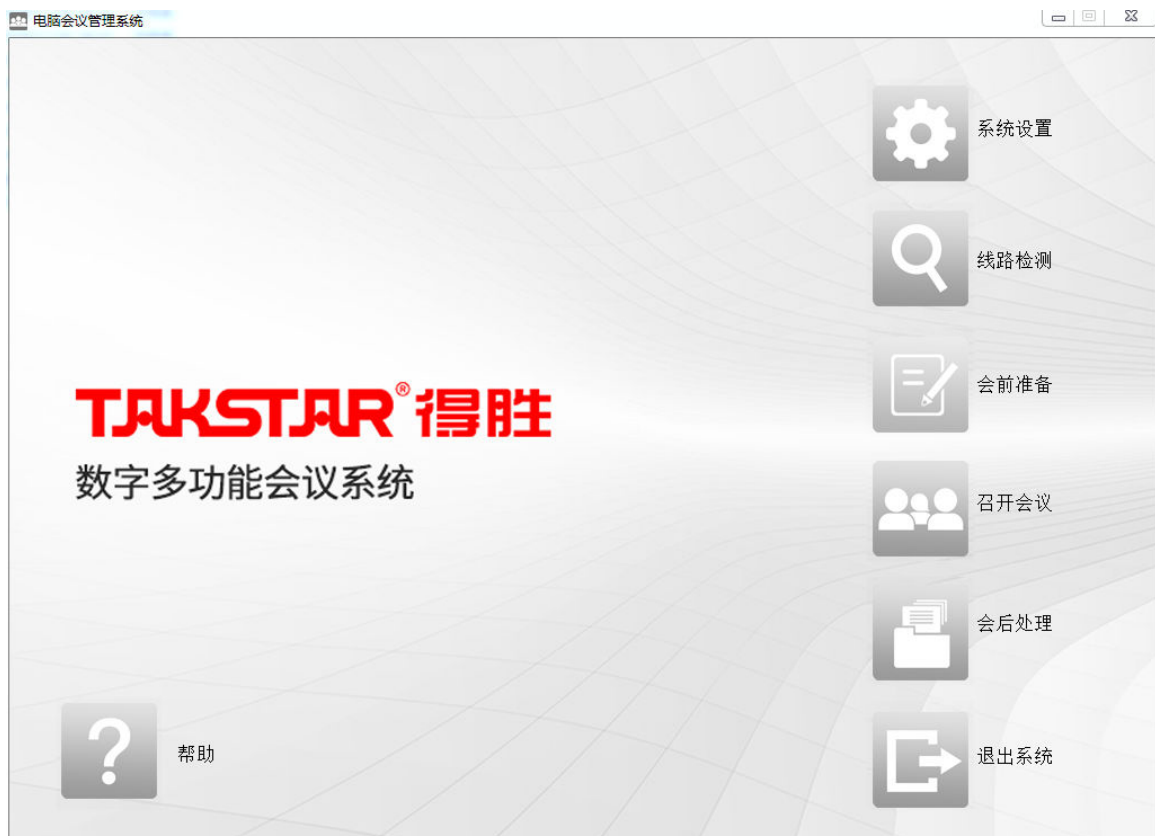 电脑会议管理系统
系统设置
线路检测
会前准备
TAKSTAR®得胜
数字多功能会议系统
召开会议
会后处理
帮助
退出系统